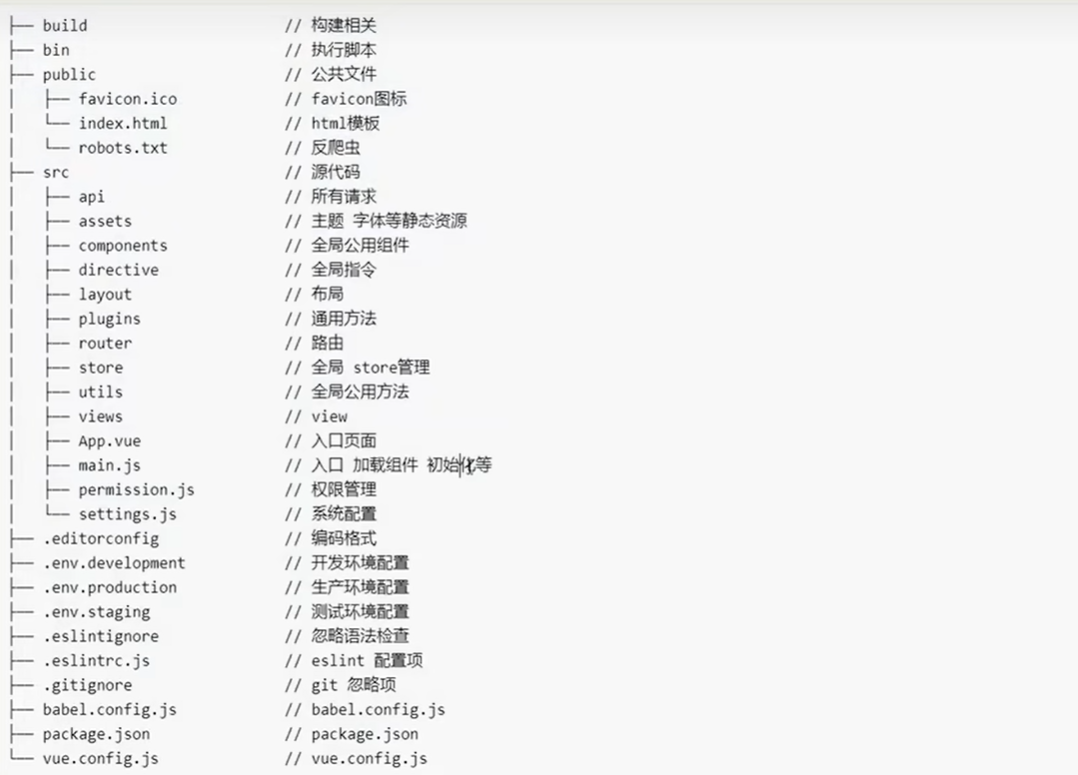 ├── build                      // 构建相关
├── bin                        // 执行脚本
├── public                     // 公共文件
│   ├── favicon.ico            // favicon图标
│   └── index.html             // html模板
│   └── robots.txt             // 反爬虫
├── src                        // 源代码
│   ├── api                    // 所有请求
│   ├── assets                 // 主题 字体等静态资源
│   ├── components             // 全局公用组件
│   ├── directive              // 全局指令
│   ├── layout                 // 布局
│   ├── plugins                // 通用方法
│   ├── router                 // 路由
│   ├── store                  // 全局 store管理
│   ├── utils                  // 全局公用方法
│   ├── views                  // view
│   ├── App.vue                // 入口页面
│   ├── main.js                // 入口 加载组件 初始化等
│   ├── permission.js          // 权限管理
│   └── settings.js            // 系统配置
├── .editorconfig              // 编码格式
├── .env.development           // 开发环境配置
├── .env.production            // 生产环境配置
├── .env.staging               // 测试环境配置
├── .eslintignore              // 忽略语法检查
├── .eslintrc.js               // eslint 配置项
├── .gitignore                 // git 忽略项
├── babel.config.js            // babel.config.js
├── package.json               // package.json
└── vue.config.js              // vue.config.js